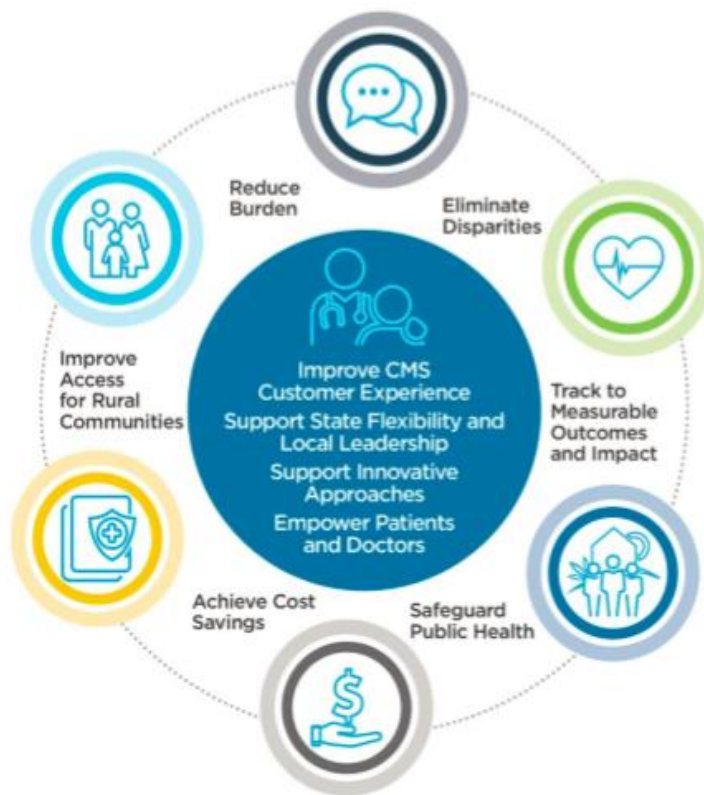 Reduce
Burden
Eliminate
Disparities
Improve CMS
Customer Experience
Support State Flexibility and
Local Leadership
Support Innovative
Approaches
Empower Patients
and Doctors
Improve
Access
for Rural
Communities
Track to
Measurable
Outcomes
and Impact
Achieve Cost
Savings
Safeguard
Public Health
$